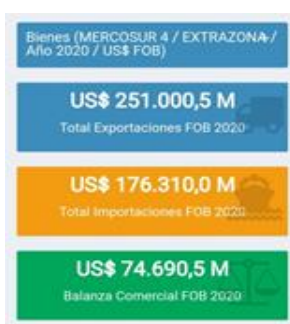 Bienes (MERCOSUR 4 / EXTRAZONA /
Año 2020 / US$ FOB)
US$ 251.000,5 M
Total Exportaciones FOB 2020
US$ 176.310,0 M
Total Importaciones FOB 2020
US$ 74.690,5 M
Balanza Comercial FOB 2020